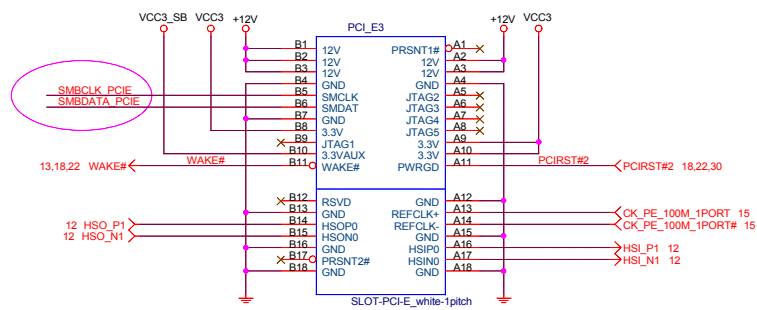 VCC3_SB VCC3 +12V +12V VCC3
PCI_E3
B1 12V PRSNT1# A1
B2 12V 12V A2
B3 12V 12V A3
B4 GND GND A4
SMBCLK_PCIE B5 SMCLK JTAG2 A5
SMBDATA_PCIE B6 SMDAT JTAG3 A6
B7 GND JTAG4 A7
B8 3.3V JTAG5 A8
B9 JTAG1 3.3V A9
B10 3.3VAUX 3.3V A10
13,18,22 WAKE# WAKE# B11 WAKE# PWRGD A11 PCIRST#2 PCIRST#2 18,22,30
B12 RSVD GND A12
B13 GND REFCLK+ A13 CK_PE_100M_1PORT 15
12 HSO_P1 B14 HSOP0 REFCLK- A14 CK_PE_100M_1PORT# 15
12 HSO_N1 B15 HSON0 GND A15
B16 GND HSIP0 A16 HSI_P1 12
B17 PRSNT2# HSIN0 A17 HSI_N1 12
B18 GND GND A18
SLOT-PCI-E_white-1pitch